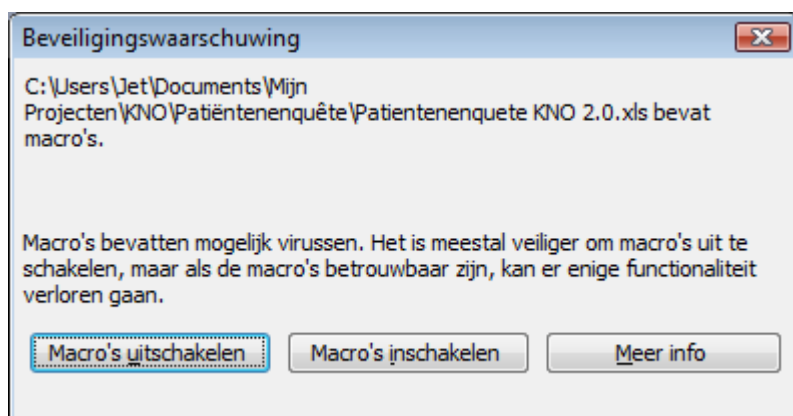 Beveiligingswaarschuwing
C:\Users\Jet\Documents\Mijn
Projecten\KNO\Patiëntenenquête\Patientenenquete KNO 2.0.xls bevat
macro's.
Macro's bevatten mogelijk virussen. Het is meestal veiliger om macro's uit te
schakelen, maar als de macro's betrouwbaar zijn, kan er enige functionaliteit
verloren gaan.
Macro's uitschakelen Macro's inschakelen Meer info